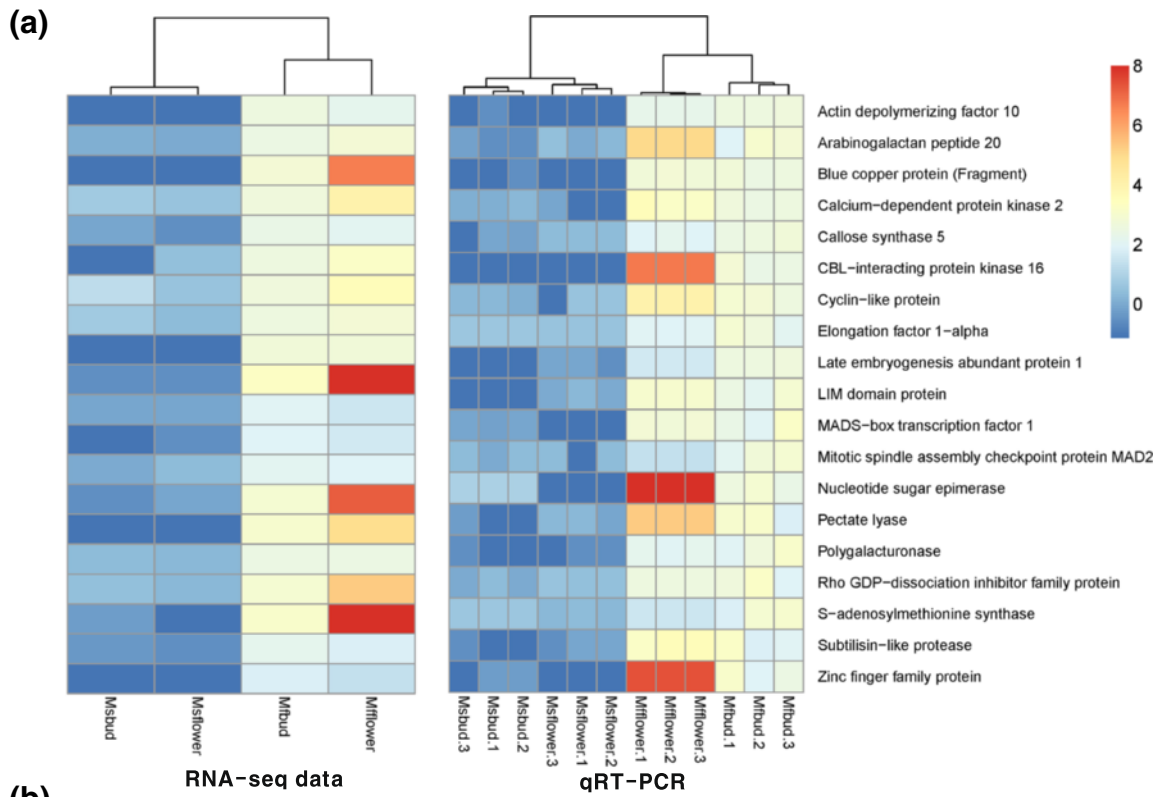 (a)
8
6
4
2
0
Actin depolymerizing factor 10
Arabinogalactan peptide 20
Blue copper protein (Fragment)
Calcium−dependent protein kinase 2
Callose synthase 5
CBL−interacting protein kinase 16
Cyclin−like protein
Elongation factor 1−alpha
Late embryogenesis abundant protein 1
LIM domain protein
MADS−box transcription factor 1
Mitotic spindle assembly checkpoint protein MAD2
Nucleotide sugar epimerase
Pectate lyase
Polygalacturonase
Rho GDP−dissociation inhibitor family protein
S−adenosylmethionine synthase
Subtilisin−like protease
Zinc finger family protein
Msbud
Msflower
Mfbud
Mfflower
Msbud.3
Msbud.1
Msbud.2
Msflower.3
Msflower.1
Msflower.2
Mfflower.1
Mfflower.2
Mfflower.3
Mfbud.1
Mfbud.2
Mfbud.3
RNA−seq data
qRT−PCR